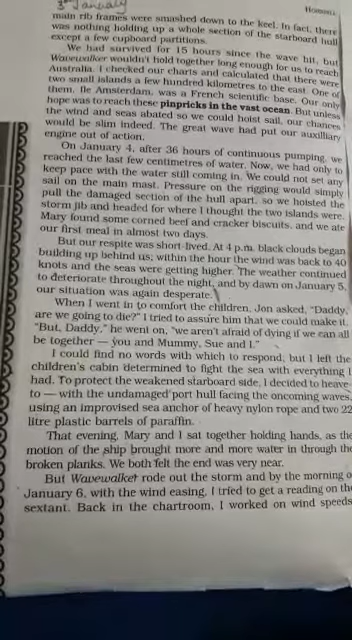 3rd January
HORNBILL
main rib frames were smashed down to the keel. In fact, there
was nothing holding up a whole section of the starboard hull
except a few cupboard partitions.
We had survived for 15 hours since the wave hit, but
Wavewalker wouldn't hold together long enough for us to reach
Australia. I checked our charts and calculated that there were
two small islands a few hundred kilometres to the east. One of
them, Ile Amsterdam, was a French scientific base. Our only
hope was to reach these pinpricks in the vast ocean. But unless
the wind and seas abated so we could hoist sail, our chances
would be slim indeed. The great wave had put our auxilliary
engine out of action.
On January 4, after 36 hours of continuous pumping, we
reached the last few centimetres of water. Now, we had only to
keep pace with the water still coming in. We could not set any
sail on the main mast. Pressure on the rigging would simply
pull the damaged section of the hull apart, so we hoisted the
storm jib and headed for where I thought the two islands were.
Mary found some corned beef and cracker biscuits, and we ate
our first meal in almost two days.
But our respite was short-lived. At 4 p.m. black clouds began
building up behind us; within the hour the wind was back to 40
knots and the seas were getting higher. The weather continued
to deteriorate throughout the night, and by dawn on January 5,
our situation was again desperate.
When I went in to comfort the children, Jon asked, "Daddy,
are we going to die?" I tried to assure him that we could make it.
"But, Daddy," he went on, "we aren't afraid of dying if we can all
be together — you and Mummy, Sue and I."
I could find no words with which to respond, but I left the
children's cabin determined to fight the sea with everything I
had. To protect the weakened starboard side, I decided to heave-
to — with the undamaged port hull facing the oncoming waves,
using an improvised sea anchor of heavy nylon rope and two 22
litre plastic barrels of paraffin.
That evening, Mary and I sat together holding hands, as the
motion of the ship brought more and more water in through the
broken planks. We both felt the end was very near.
But Wavewalker rode out the storm and by the morning o
January 6, with the wind easing, I tried to get a reading on the
sextant. Back in the chartroom, I worked on wind speeds